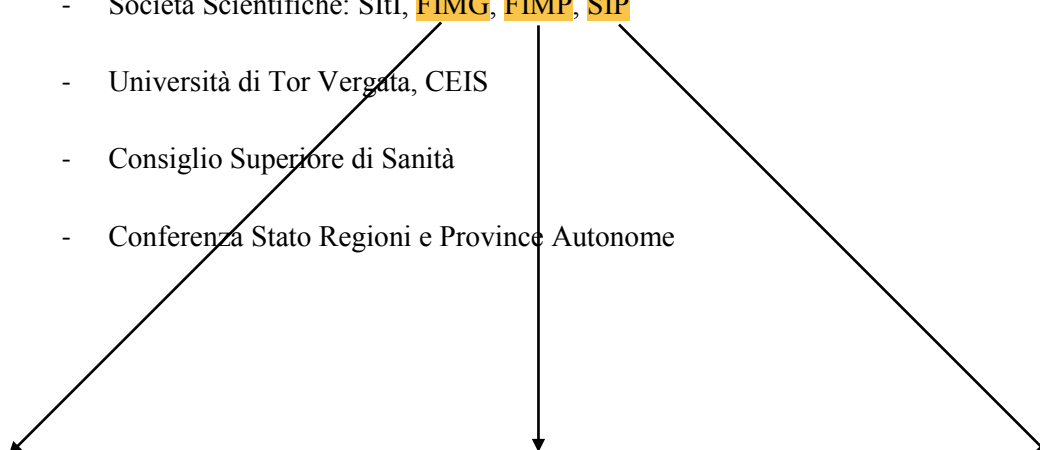 - Società Scientifiche: SItI, FIMG, FIMP, SIP
- Università di Tor Vergata, CEIS
- Consiglio Superiore di Sanità
- Conferenza Stato Regioni e Province Autonome